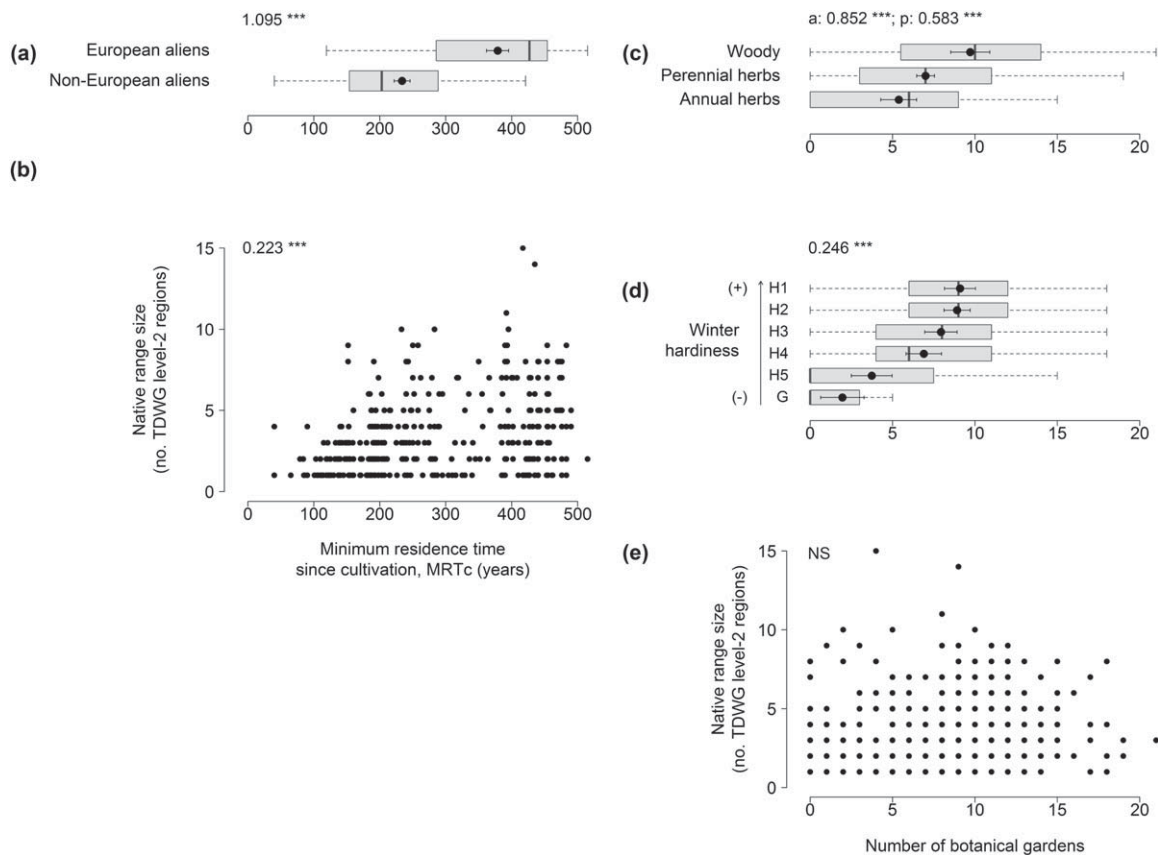 (a)
1.095 ***
European aliens
Non-European aliens
0 100 200 300 400 500
(b)
0.223 ***
Native range size
(no. TDWG level-2 regions)
15
10
5
0
0 100 200 300 400 500
Minimum residence time
since cultivation, MRTc (years)
(c)
a: 0.852 ***; p: 0.583 ***
Woody
Perennial herbs
Annual herbs
0 5 10 15 20
(d)
0.246 ***
Winter
hardiness
(+)
(-)
H1
H2
H3
H4
H5
G
0 5 10 15 20
(e)
NS
Native range size
(no. TDWG level-2 regions)
15
10
5
0
0 5 10 15 20
Number of botanical gardens